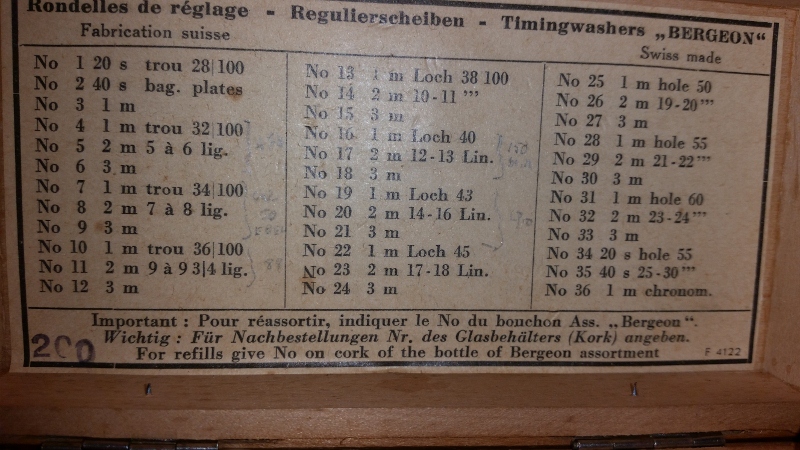 Rondelles de réglage - Regulierscheiben - Timingwashers „BERGEON“
Fabrication suisse
Swiss made
No 1 20 s trou 28|100
No 2 40 s bag. plates
No 3 1 m
No 4 1 m trou 32|100
No 5 2 m 5 à 6 lig.
No 6 3 m
No 7 1 m trou 34|100
No 8 2 m 7 à 8 lig.
No 9 3 m
No 10 1 m trou 36|100
No 11 2 m 9 à 9 3|4 lig.
No 12 3 m
No 13 1 m Loch 38 100
No 14 2 m 10-11 '''
No 15 3 m
No 16 1 m Loch 40
No 17 2 m 12-13 Lin.
No 18 3 m
No 19 1 m Loch 43
No 20 2 m 14-16 Lin.
No 21 3 m
No 22 1 m Loch 45
No 23 2 m 17-18 Lin.
No 24 3 m
No 25 1 m hole 50
No 26 2 m 19-20'''
No 27 3 m
No 28 1 m hole 55
No 29 2 m 21-22'''
No 30 3 m
No 31 1 m hole 60
No 32 2 m 23-24'''
No 33 3 m
No 34 20 s hole 55
No 35 40 s 25-30'''
No 36 1 m chronom.
Important : Pour réassortir, indiquer le No du bouchon Ass. „Bergeon“.
Wichtig : Für Nachbestellungen Nr. des Glasbehälters (Kork) angeben.
For refills give No on cork of the bottle of Bergeon assortment
F 4122
200